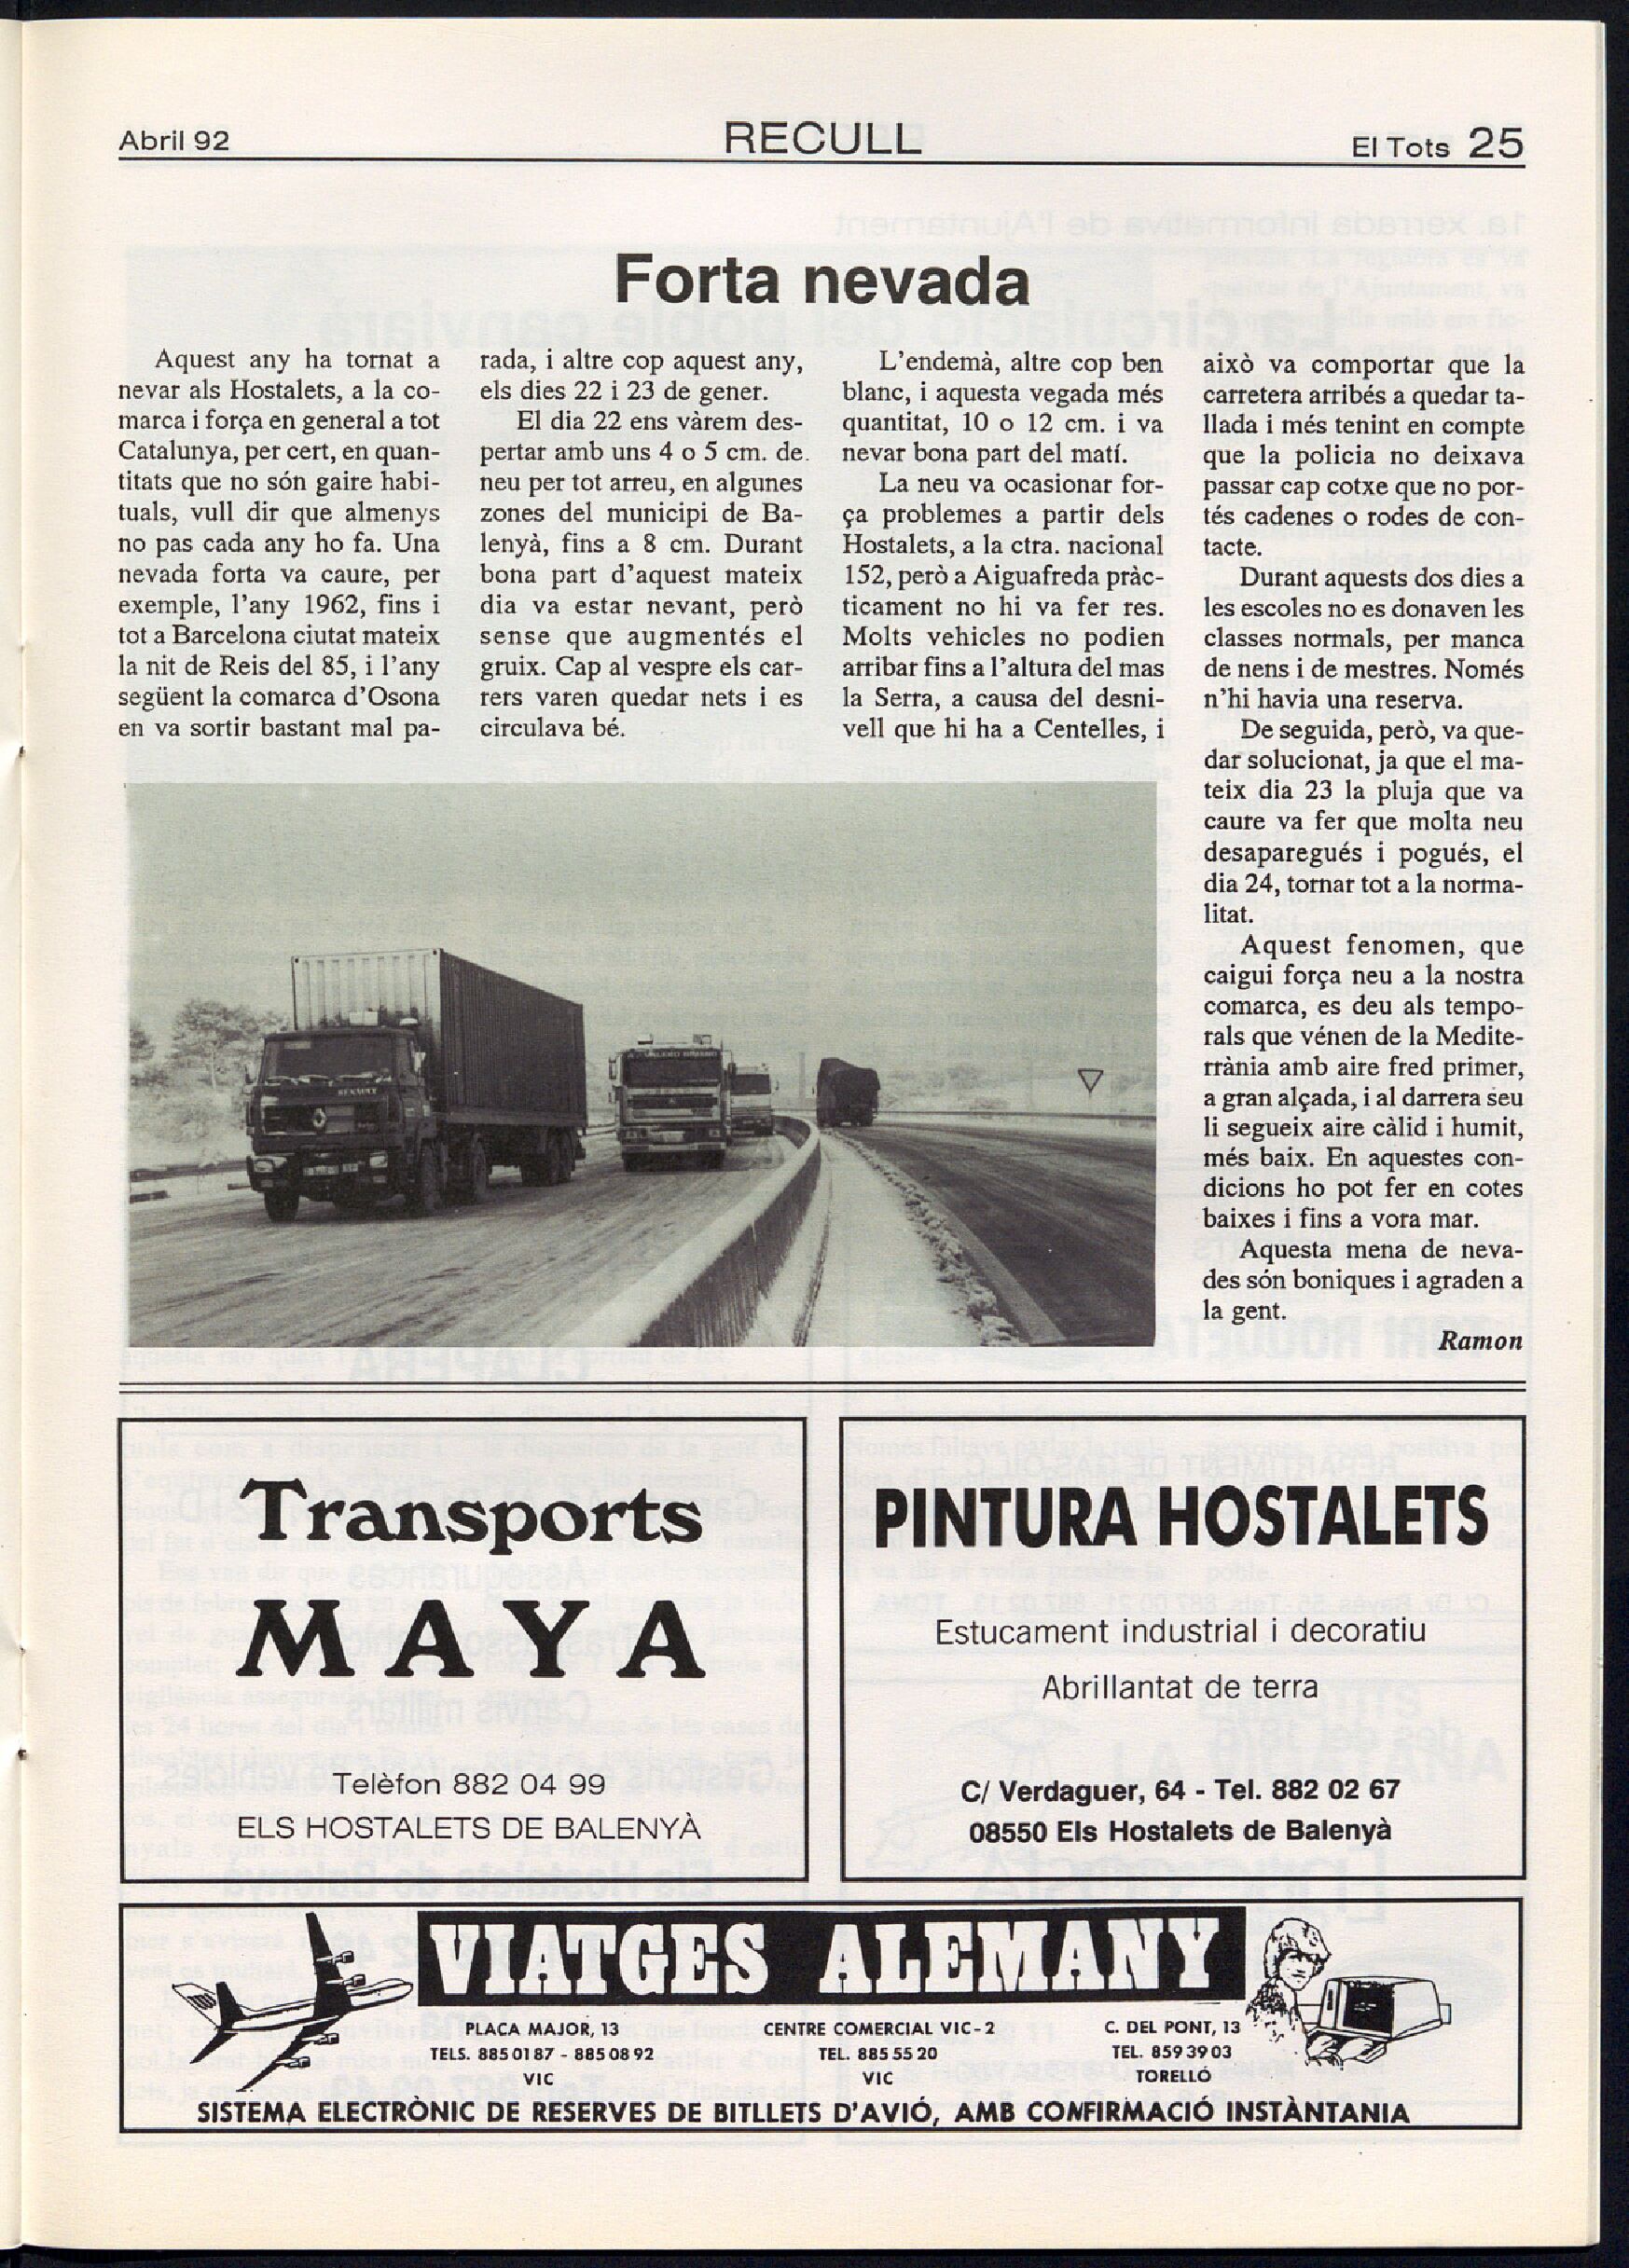 Abril 92
RECULL
El Tots 25
Forta nevada
Aquest any ha tornat a
nevar als Hostalets, a la co-
marca i força en general a tot
Catalunya, per cert, en quan-
titats que no són gaire habi-
tuals, vull dir que almenys
no pas cada any ho fa. Una
nevada forta va caure, per
exemple, l'any 1962, fins i
tot a Barcelona ciutat mateix
la nit de Reis del 85, i l'any
següent la comarca d'Osona
en va sortir bastant mal pa-
rada, i altre cop aquest any,
els dies 22 i 23 de gener.
El dia 22 ens vàrem des-
pertar amb uns 4 o 5 cm. de
neu per tot arreu, en algunes
zones del municipi de Ba-
lenyà, fins a 8 cm. Durant
bona part d'aquest mateix
dia va estar nevant, però
sense que augmentés el
gruix. Cap al vespre els car-
rers varen quedar nets i es
circulava bé.
L'endemà, altre cop ben
blanc, i aquesta vegada més
quantitat, 10 o 12 cm. i va
nevar bona part del matí.
La neu va ocasionar for-
ça problemes a partir dels
Hostalets, a la ctra. nacional
152, però a Aiguafreda pràc-
ticament no hi va fer res.
Molts vehicles no podien
arribar fins a l'altura del mas
la Serra, a causa del desni-
vell que hi ha a Centelles, i
això va comportar que la
carretera arribés a quedar ta-
llada i més tenint en compte
que la policia no deixava
passar cap cotxe que no por-
tés cadenes o rodes de con-
tacte.
Durant aquests dos dies a
les escoles no es donaven les
classes normals, per manca
de nens i de mestres. Només
n'hi havia una reserva.
De seguida, però, va que-
dar solucionat, ja que el ma-
teix dia 23 la pluja que va
caure va fer que molta neu
desaparegués i pogués, el
dia 24, tornar tot a la norma-
litat.
Aquest fenomen, que
caigui força neu a la nostra
comarca, es deu als tempo-
rals que vénen de la Medite-
rrània amb aire fred primer,
a gran alçada, i al darrera seu
li segueix aire càlid i humit,
més baix. En aquestes con-
dicions ho pot fer en cotes
baixes i fins a vora mar.
Aquesta mena de neva-
des són boniques i agraden a
la gent.
Ramon
RENAULT
Transports
MAYA
Telèfon 882 04 99
ELS HOSTALETS DE BALENYÀ
PINTURA HOSTALETS
Estucament industrial i decoratiu
Abrillantat de terra
C/ Verdaguer, 64 - Tel. 882 02 67
08550 Els Hostalets de Balenyà
VIATGES ALEMANY
PLACA MAJOR, 13
TELS. 885 01 87 - 885 08 92
VIC
CENTRE COMERCIAL VIC-2
TEL. 885 55 20
VIC
C. DEL PONT, 13
TEL. 859 39 03
TORELLÓ
SISTEMA ELECTRÒNIC DE RESERVES DE BITLLETS D'AVIÓ, AMB CONFIRMACIÓ INSTÀNTANIA